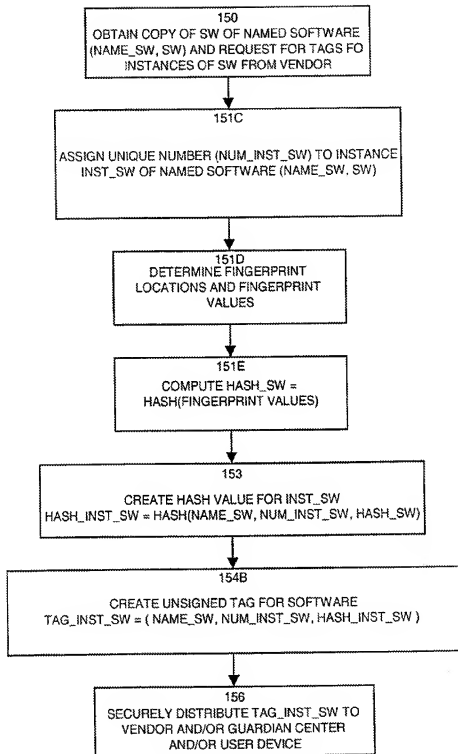 150
OBTAIN COPY OF SW OF NAMED SOFTWARE
(NAME_SW, SW) AND REQUEST FOR TAGS FO
INSTANCES OF SW FROM VENDOR
151C
ASSIGN UNIQUE NUMBER (NUM_INST_SW) TO INSTANCE
INST_SW OF NAMED SOFTWARE (NAME_SW, SW)
151D
DETERMINE FINGERPRINT
LOCATIONS AND FINGERPRINT
VALUES
151E
COMPUTE HASH_SW =
HASH(FINGERPRINT VALUES)
153
CREATE HASH VALUE FOR INST_SW
HASH_INST_SW = HASH(NAME_SW, NUM_INST_SW, HASH_SW)
154B
CREATE UNSIGNED TAG FOR SOFTWARE
TAG_INST_SW = ( NAME_SW, NUM_INST_SW, HASH_INST_SW )
156
SECURELY DISTRIBUTE TAG_INST_SW TO
VENDOR AND/OR GUARDIAN CENTER
AND/OR USER DEVICE